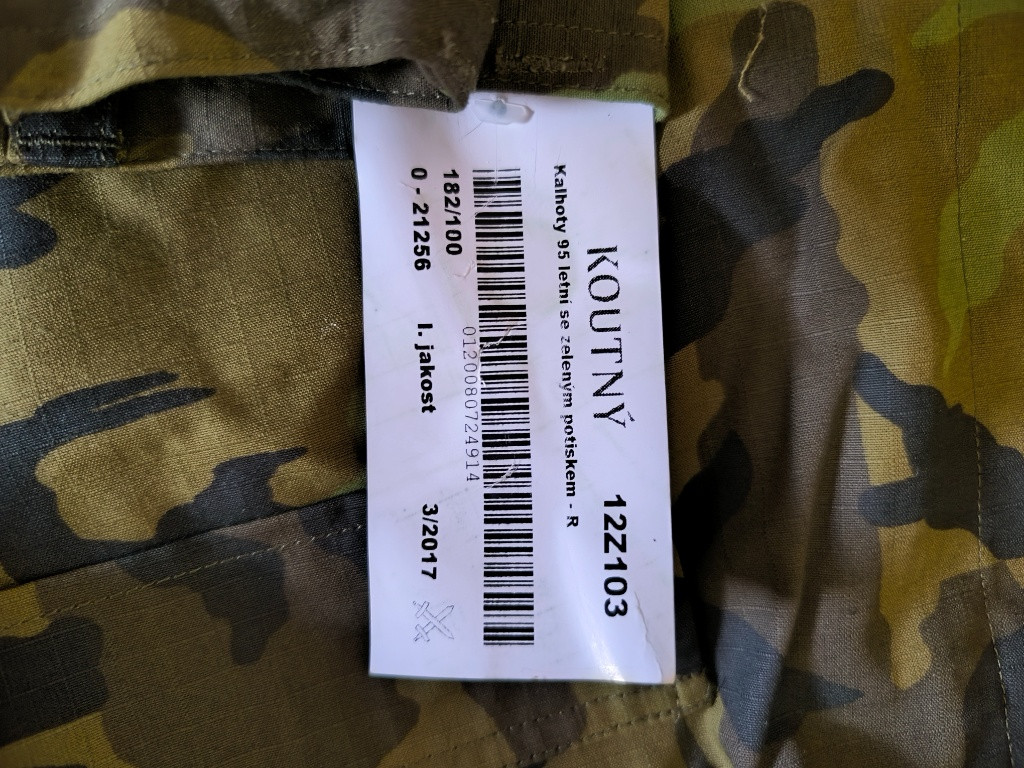 KOUTNÝ 12Z103
Kalhoty 95 letní se zeleným potiskem - R
0120080724914
182/100
0 - 21256 I. jakost 3/2017